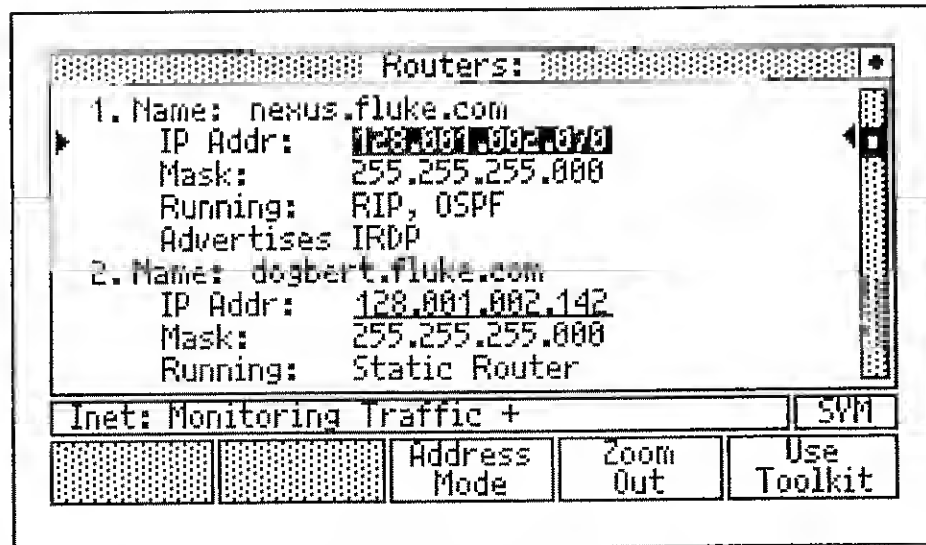 Routers:
1. Name: nexus.fluke.com
IP Addr: 128.001.002.070
Mask: 255.255.255.000
Running: RIP, OSPF
Advertises IRDP
2. Name: dogbert.fluke.com
IP Addr: 128.001.002.142
Mask: 255.255.255.000
Running: Static Router
Inet: Monitoring Traffic + SYM
Address Mode
Zoom Out
Use Toolkit